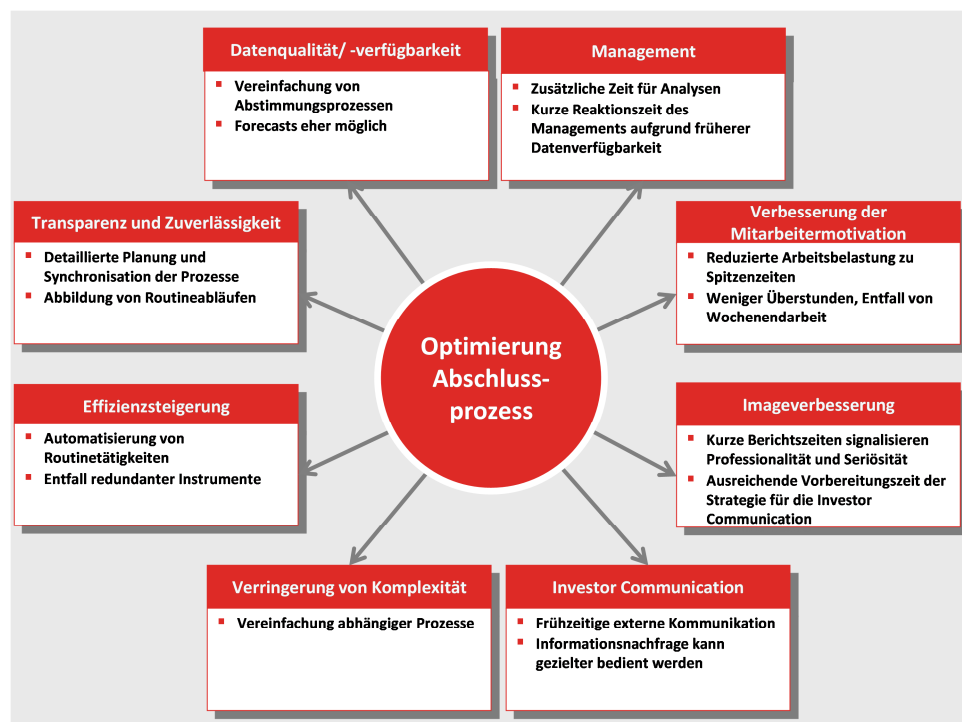 Datenqualität/ -verfügbarkeit
▪ Vereinfachung von
Abstimmungsprozessen
▪ Forecasts eher möglich
Management
▪ Zusätzliche Zeit für Analysen
▪ Kurze Reaktionszeit des
Managements aufgrund früherer
Datenverfügbarkeit
Transparenz und Zuverlässigkeit
▪ Detaillierte Planung und
Synchronisation der Prozesse
▪ Abbildung von Routineabläufen
Verbesserung der
Mitarbeitermotivation
▪ Reduzierte Arbeitsbelastung zu
Spitzenzeiten
▪ Weniger Überstunden, Entfall von
Wochenendarbeit
Optimierung
Abschluss-
prozess
Effizienzsteigerung
▪ Automatisierung von
Routinetätigkeiten
▪ Entfall redundanter Instrumente
Imageverbesserung
▪ Kurze Berichtszeiten signalisieren
Professionalität und Seriösität
▪ Ausreichende Vorbereitungszeit der
Strategie für die Investor
Communication
Verringerung von Komplexität
▪ Vereinfachung abhängiger Prozesse
Investor Communication
▪ Frühzeitige externe Kommunikation
▪ Informationsnachfrage kann
gezielter bedient werden